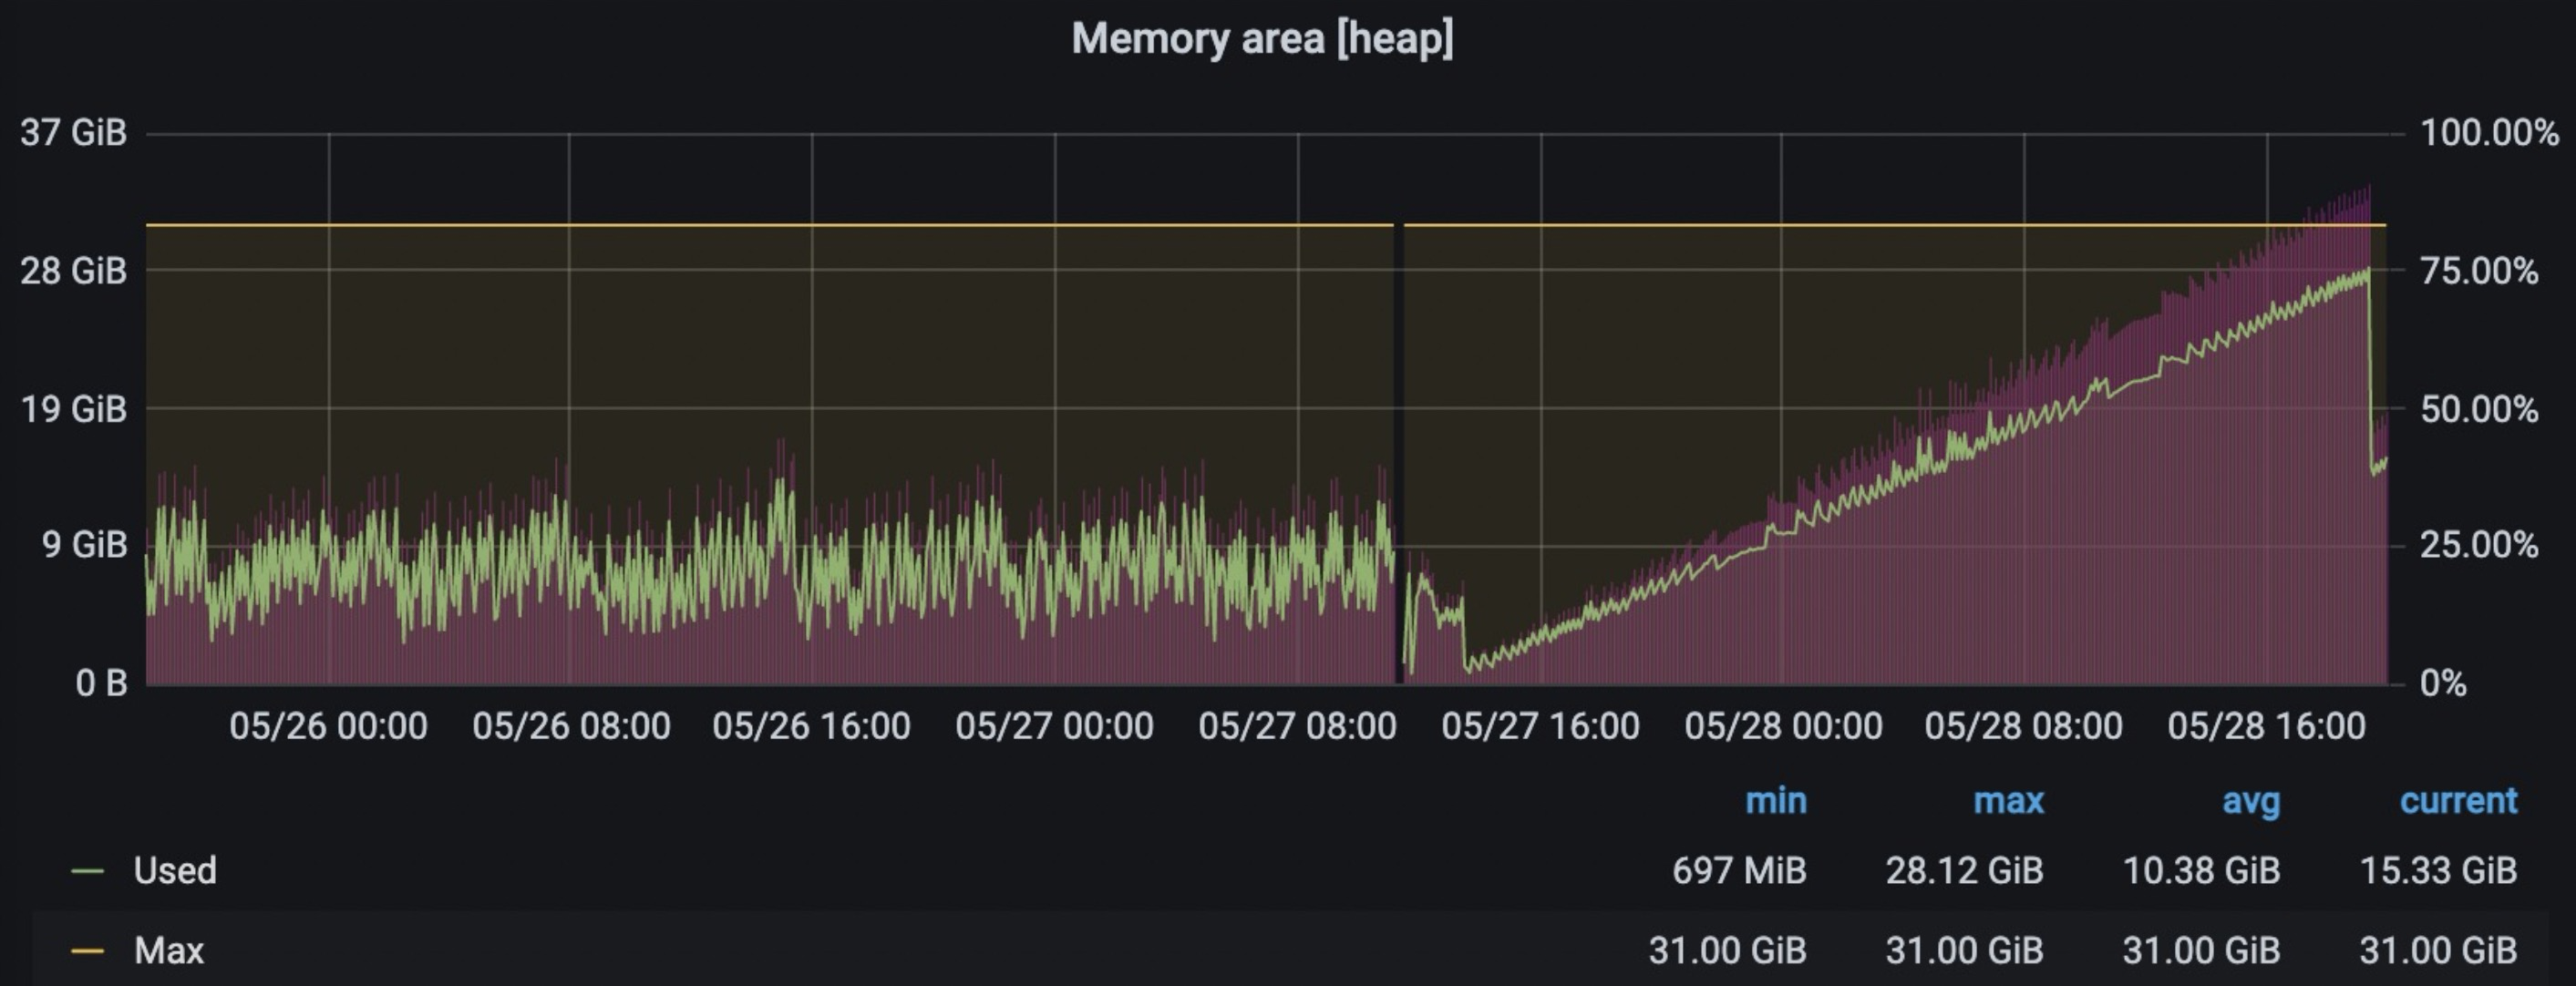 Memory area [heap]
37 GiB 100.00%
28 GiB 75.00%
19 GiB 50.00%
9 GiB 25.00%
0 B 0%
05/26 00:00 05/26 08:00 05/26 16:00 05/27 00:00 05/27 08:00 05/27 16:00 05/28 00:00 05/28 08:00 05/28 16:00
min max avg current
Used 697 MiB 28.12 GiB 10.38 GiB 15.33 GiB
Max 31.00 GiB 31.00 GiB 31.00 GiB 31.00 GiB